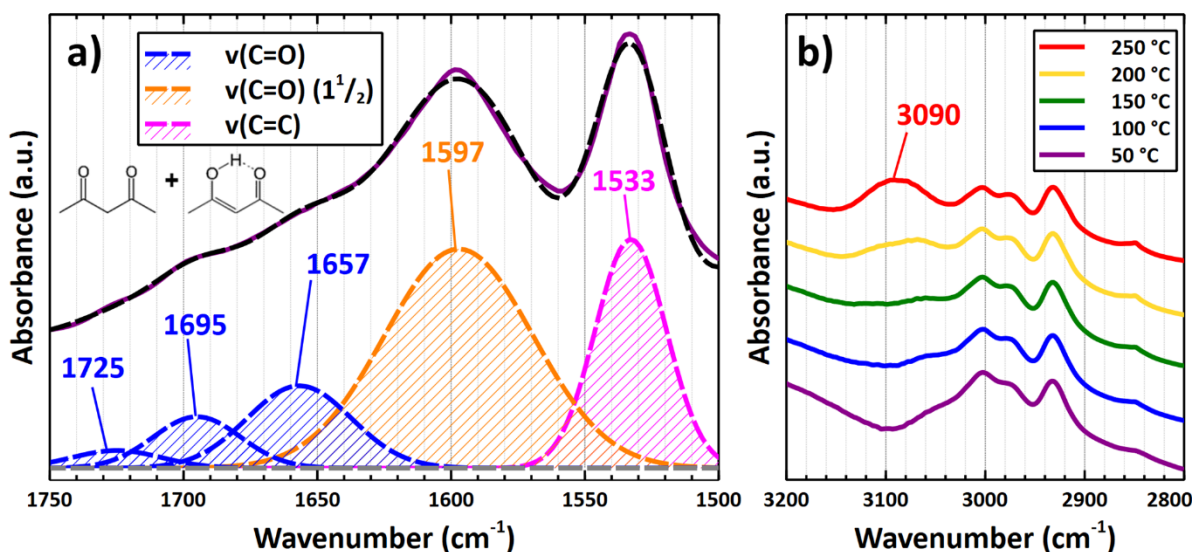 a)
v(C=O)
v(C=O) (1¹/₂)
v(C=C)
O O
+
O H O
1725
1695
1657
1597
1533
Absorbance (a.u.)
1750 1700 1650 1600 1550 1500
Wavenumber (cm⁻¹)
b)
250 °C
200 °C
150 °C
100 °C
50 °C
3090
Absorbance (a.u.)
3200 3100 3000 2900 2800
Wavenumber (cm⁻¹)